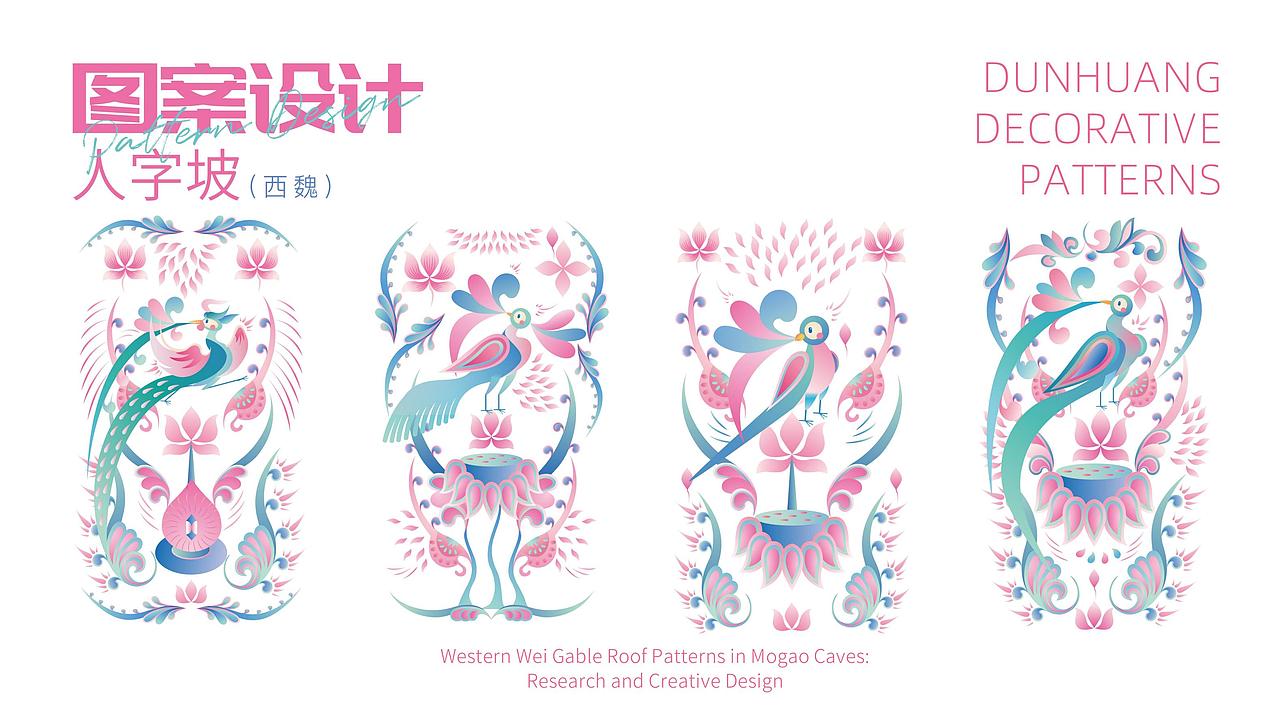 图案设计
Pattern Design
人字坡(西魏)
DUNHUANG
DECORATIVE
PATTERNS
Western Wei Gable Roof Patterns in Mogao Caves:
Research and Creative Design